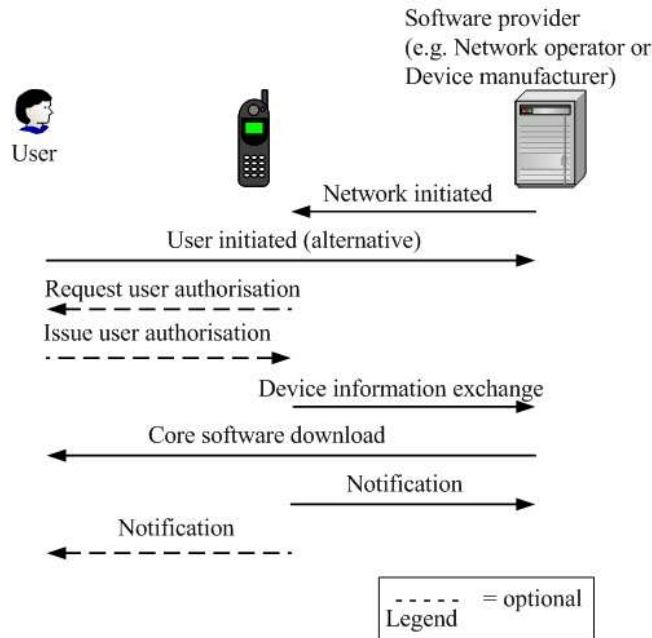 Software provider
(e.g. Network operator or
Device manufacturer)
User
Network initiated
User initiated (alternative)
Request user authorisation
Issue user authorisation
Device information exchange
Core software download
Notification
Notification
= optional
Legend